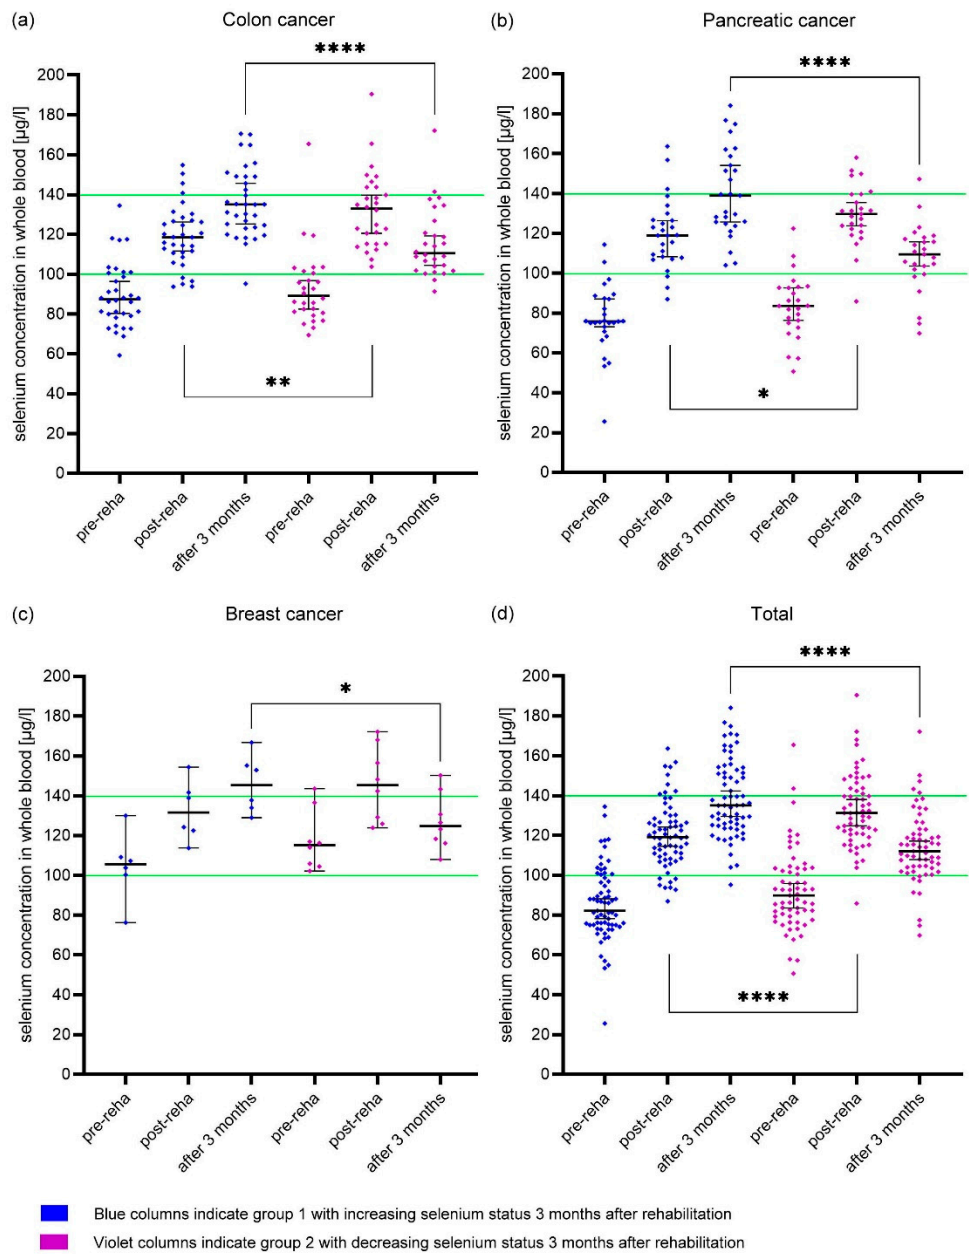 (a) Colon cancer
selenium concentration in whole blood [µg/l]
200
180
160
140
120
100
80
60
40
20
0
****
**
pre-reha
post-reha
after 3 months
pre-reha
post-reha
after 3 months
(b) Pancreatic cancer
selenium concentration in whole blood [µg/l]
200
180
160
140
120
100
80
60
40
20
0
****
*
pre-reha
post-reha
after 3 months
pre-reha
post-reha
after 3 months
(c) Breast cancer
selenium concentration in whole blood [µg/l]
200
180
160
140
120
100
80
60
40
20
0
*
pre-reha
post-reha
after 3 months
pre-reha
post-reha
after 3 months
(d) Total
selenium concentration in whole blood [µg/l]
200
180
160
140
120
100
80
60
40
20
0
****
****
pre-reha
post-reha
after 3 months
pre-reha
post-reha
after 3 months
Blue columns indicate group 1 with increasing selenium status 3 months after rehabilitation
Violet columns indicate group 2 with decreasing selenium status 3 months after rehabilitation